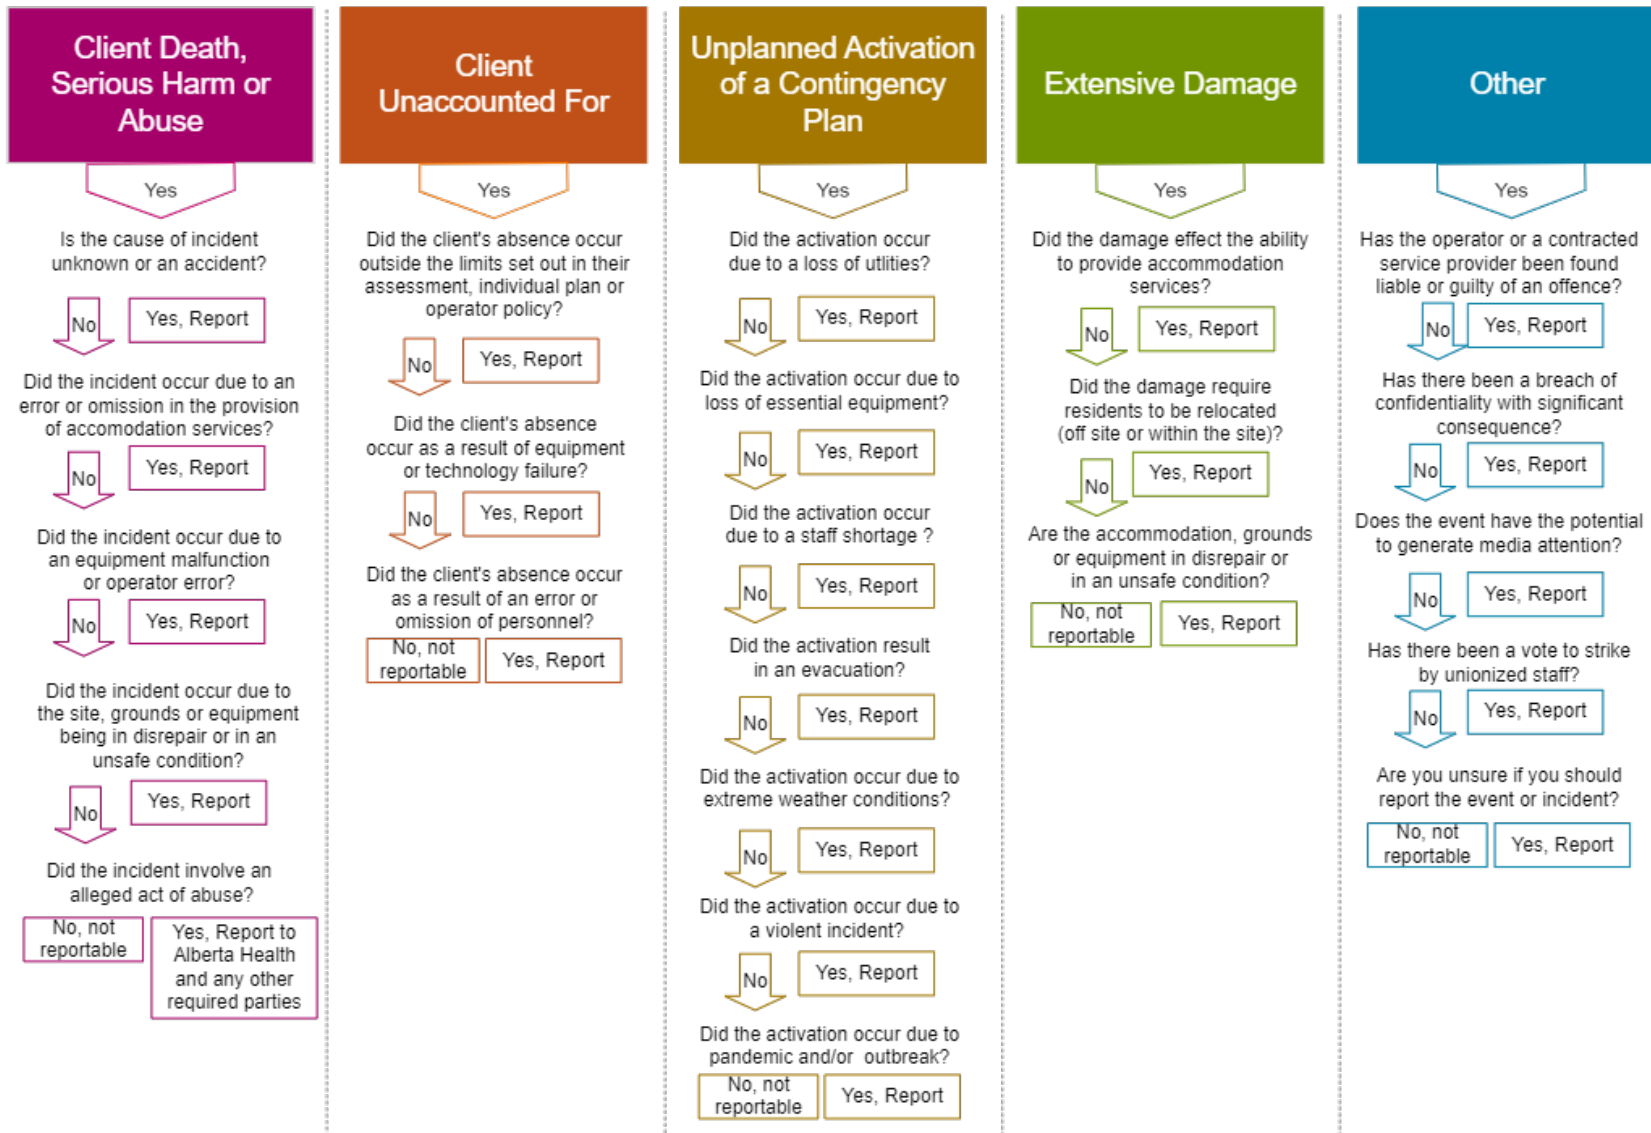 Client Death,
Serious Harm or
Abuse
Yes
Is the cause of incident
unknown or an accident?
No
Yes, Report
Did the incident occur due to an
error or omission in the provision
of accomodation services?
No
Yes, Report
Did the incident occur due to
an equipment malfunction
or operator error?
No
Yes, Report
Did the incident occur due to
the site, grounds or equipment
being in disrepair or in an
unsafe condition?
No
Yes, Report
Did the incident involve an
alleged act of abuse?
No, not
reportable
Yes, Report to
Alberta Health
and any other
required parties
Client
Unaccounted For
Yes
Did the client's absence occur
outside the limits set out in their
assessment, individual plan or
operator policy?
No
Yes, Report
Did the client's absence
occur as a result of equipment
or technology failure?
No
Yes, Report
Did the client's absence occur
as a result of an error or
omission of personnel?
No, not
reportable
Yes, Report
Unplanned Activation
of a Contingency
Plan
Yes
Did the activation occur
due to a loss of utlities?
No
Yes, Report
Did the activation occur due to
loss of essential equipment?
No
Yes, Report
Did the activation occur
due to a staff shortage ?
No
Yes, Report
Did the activation result
in an evacuation?
No
Yes, Report
Did the activation occur due to
extreme weather conditions?
No
Yes, Report
Did the activation occur due to
a violent incident?
No
Yes, Report
Did the activation occur due to
pandemic and/or outbreak?
No, not
reportable
Yes, Report
Extensive Damage
Yes
Did the damage effect the ability
to provide accommodation
services?
No
Yes, Report
Did the damage require
residents to be relocated
(off site or within the site)?
No
Yes, Report
Are the accommodation, grounds
or equipment in disrepair or
in an unsafe condition?
No, not
reportable
Yes, Report
Other
Yes
Has the operator or a contracted
service provider been found
liable or guilty of an offence?
No
Yes, Report
Has there been a breach of
confidentiality with significant
consequence?
No
Yes, Report
Does the event have the potential
to generate media attention?
No
Yes, Report
Has there been a vote to strike
by unionized staff?
No
Yes, Report
Are you unsure if you should
report the event or incident?
No, not
reportable
Yes, Report